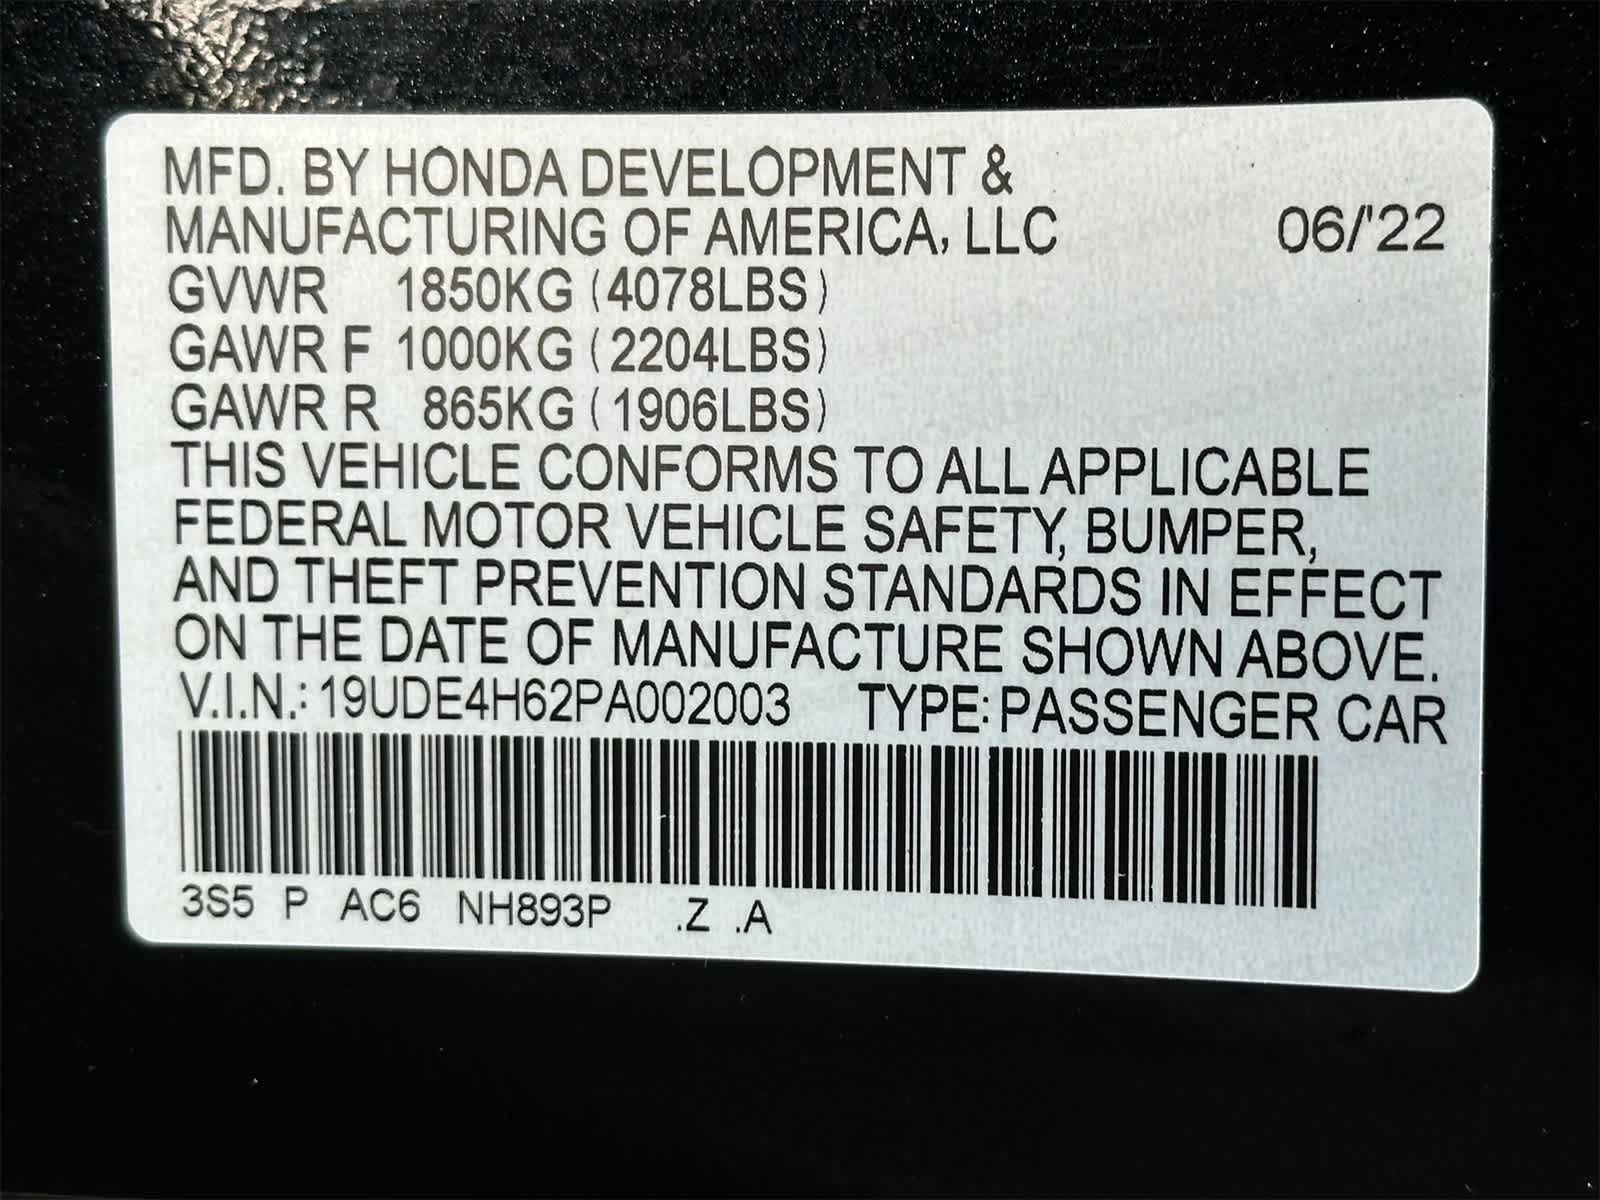 MFD. BY HONDA DEVELOPMENT &
MANUFACTURING OF AMERICA, LLC 06/'22
GVWR 1850KG (4078LBS)
GAWR F 1000KG (2204LBS)
GAWR R 865KG (1906LBS)
THIS VEHICLE CONFORMS TO ALL APPLICABLE
FEDERAL MOTOR VEHICLE SAFETY, BUMPER,
AND THEFT PREVENTION STANDARDS IN EFFECT
ON THE DATE OF MANUFACTURE SHOWN ABOVE.
V.I.N.: 19UDE4H62PA002003 TYPE: PASSENGER CAR
3S5 P AC6 NH893P .Z .A